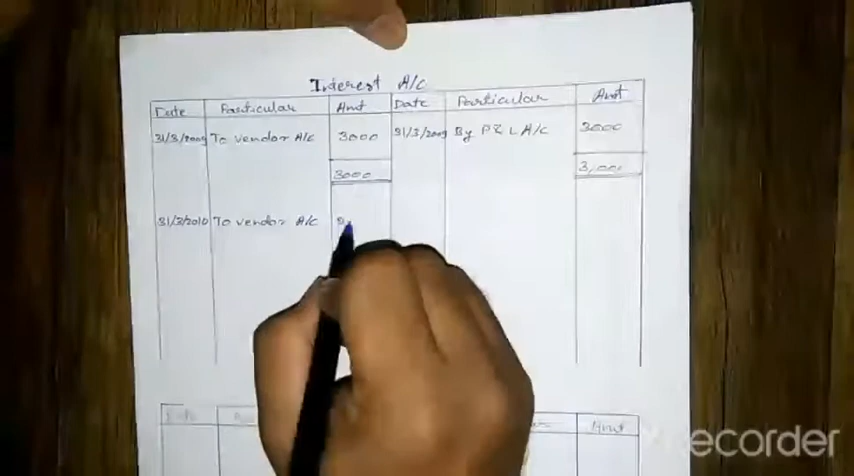 Interest A/C
Date Particular Amt Date Particular Amt
31/3/2009 To vendor A/C 3000 31/3/2009 By P&L A/C 3000
3000 3,000
31/3/2010 To vendor A/C
Amt
XRecorder